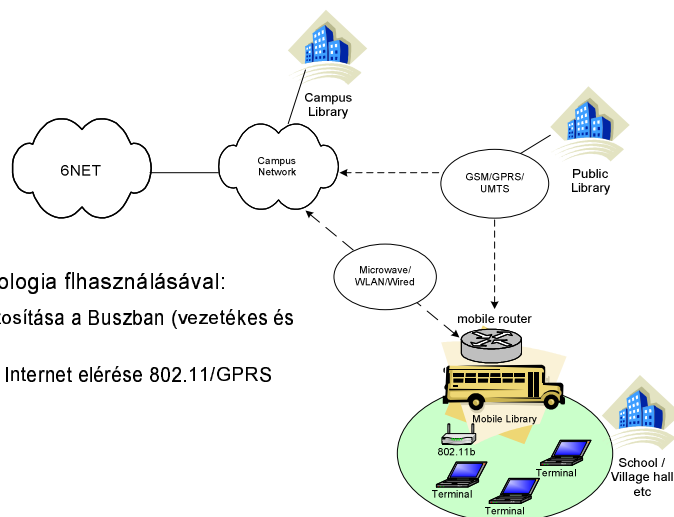 Campus
Library
6NET
Campus
Network
GSM/GPRS/
UMTS
Public
Library
Microwave/
WLAN/Wired
ologia flhasználásával:
osítása a Buszban (vezetékes és
Internet elérése 802.11/GPRS
mobile router
Mobile Library
802.11b
Terminal
Terminal
Terminal
School /
Village hall
etc